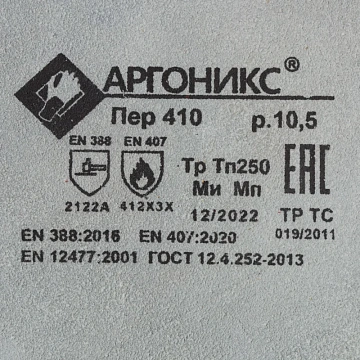 АРГОНИКС®
Пер 410 р.10,5
EN 388 EN 407
Тр Тп250
Ми Мп
2122A 412X3X
12/2022 ТР ТС
019/2011
EN 388:2016 EN 407:2020
EN 12477:2001 ГОСТ 12.4.252-2013
EAC